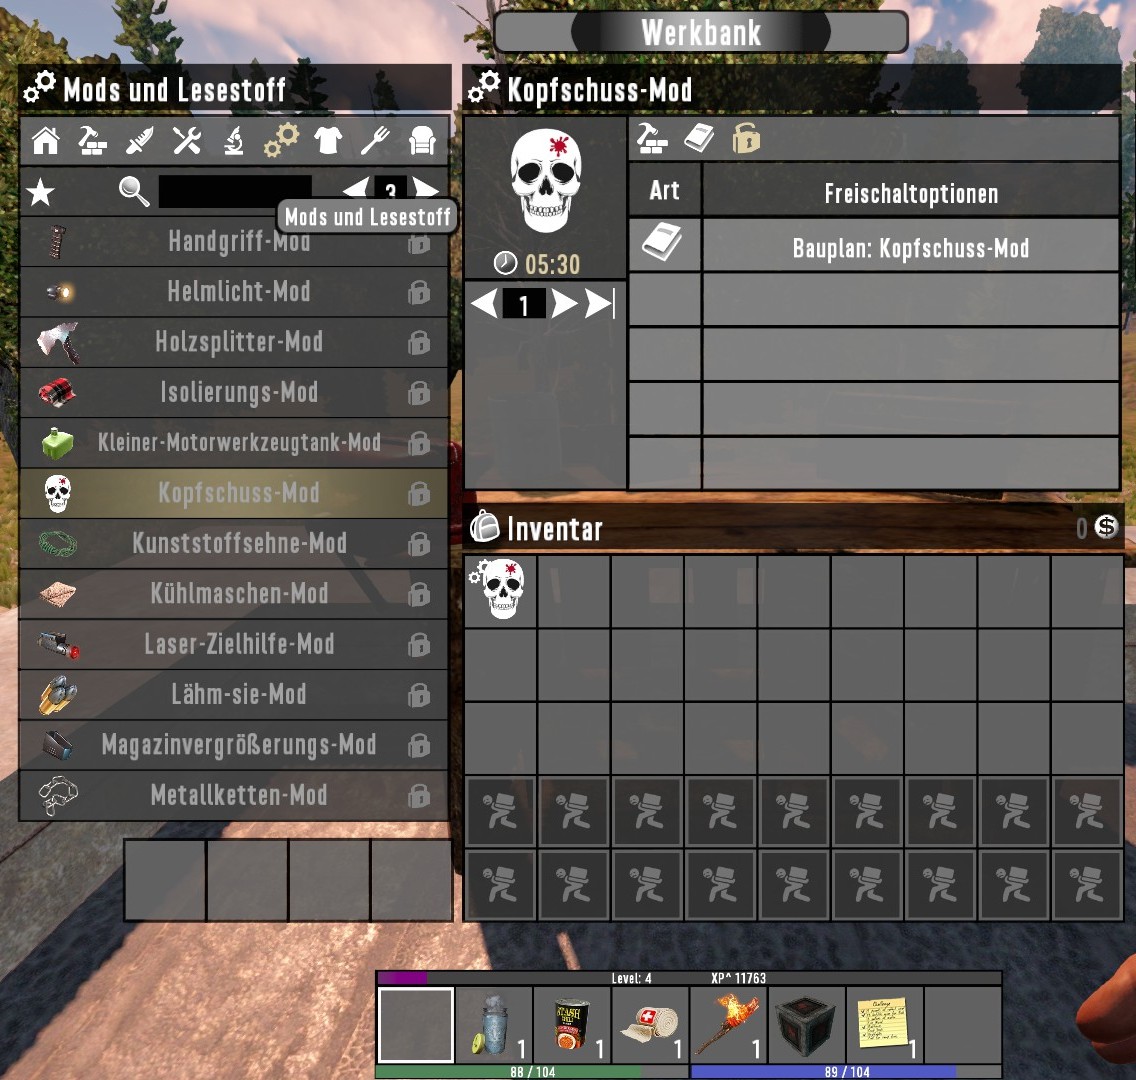 Werkbank
Mods und Lesestoff
3
Mods und Lesestoff
Handgriff-Mod
Helmlicht-Mod
Holzsplitter-Mod
Isolierungs-Mod
Kleiner-Motorwerkzeugtank-Mod
Kopfschuss-Mod
Kunststoffsehne-Mod
Kühlmaschen-Mod
Laser-Zielhilfe-Mod
Lähm-sie-Mod
Magazinvergrößerungs-Mod
Metallketten-Mod
Kopfschuss-Mod
05:30
1
Art
Freischaltoptionen
Bauplan: Kopfschuss-Mod
Inventar
0
Level: 4
XP^ 11763
1
1
1
1
1
88 / 104
89 / 104